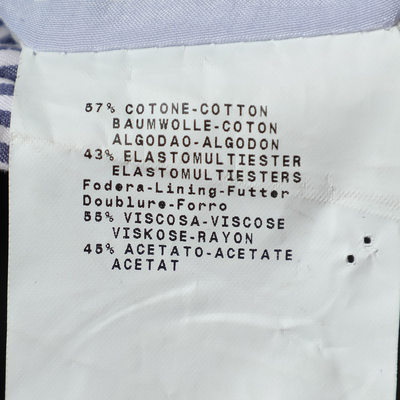 57% COTONE-COTTON
BAUMWOLLE-COTON
ALGODAO-ALGODON
43% ELASTOMULTIESTER
ELASTOMULTIESTERS
Fodera-Lining-Futter
Doublure-Forro
55% VISCOSA-VISCOSE
VISKOSE-RAYON
45% ACETATO-ACETATE
ACETAT